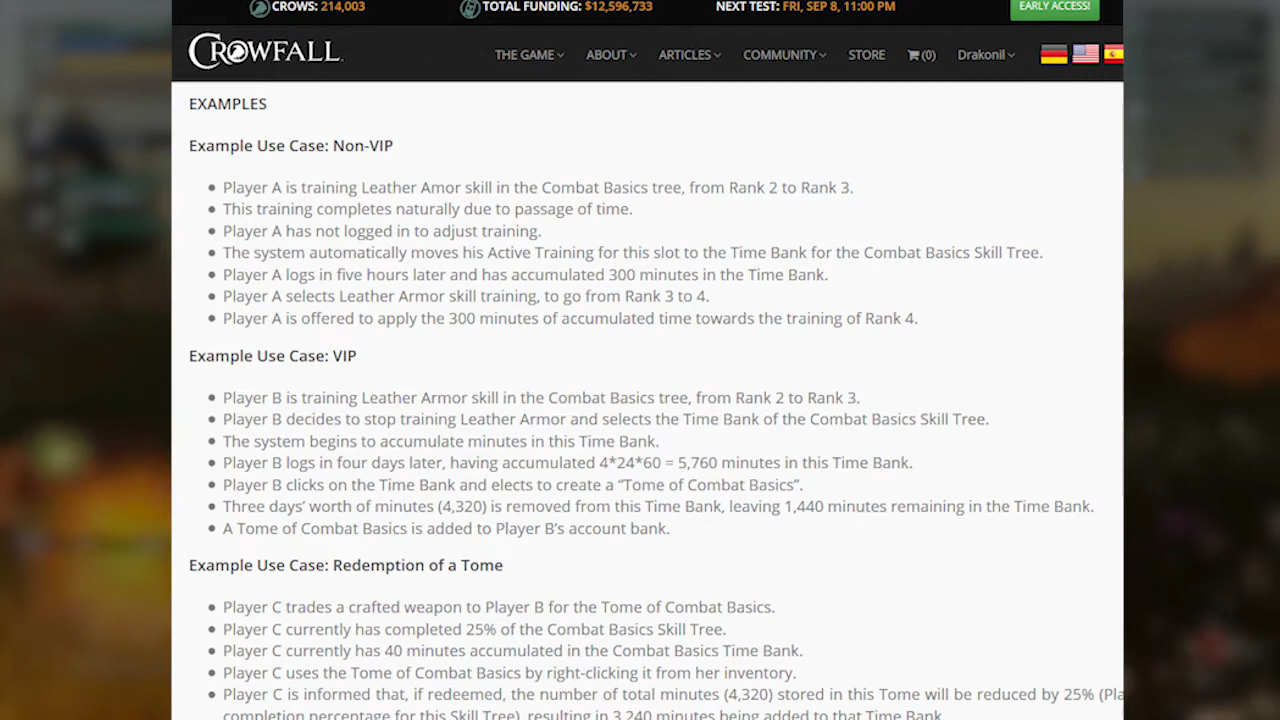 CROWS: 214,003 TOTAL FUNDING: $12,596,733 NEXT TEST: FRI, SEP 8, 11:00 PM EARLY ACCESS!
CROWFALL THE GAME ABOUT ARTICLES COMMUNITY STORE (0) Drakonil
EXAMPLES
Example Use Case: Non-VIP
Player A is training Leather Amor skill in the Combat Basics tree, from Rank 2 to Rank 3.
This training completes naturally due to passage of time.
Player A has not logged in to adjust training.
The system automatically moves his Active Training for this slot to the Time Bank for the Combat Basics Skill Tree.
Player A logs in five hours later and has accumulated 300 minutes in the Time Bank.
Player A selects Leather Armor skill training, to go from Rank 3 to 4.
Player A is offered to apply the 300 minutes of accumulated time towards the training of Rank 4.
Example Use Case: VIP
Player B is training Leather Armor skill in the Combat Basics tree, from Rank 2 to Rank 3.
Player B decides to stop training Leather Armor and selects the Time Bank of the Combat Basics Skill Tree.
The system begins to accumulate minutes in this Time Bank.
Player B logs in four days later, having accumulated 4*24*60 = 5,760 minutes in this Time Bank.
Player B clicks on the Time Bank and elects to create a “Tome of Combat Basics”.
Three days’ worth of minutes (4,320) is removed from this Time Bank, leaving 1,440 minutes remaining in the Time Bank.
A Tome of Combat Basics is added to Player B’s account bank.
Example Use Case: Redemption of a Tome
Player C trades a crafted weapon to Player B for the Tome of Combat Basics.
Player C currently has completed 25% of the Combat Basics Skill Tree.
Player C currently has 40 minutes accumulated in the Combat Basics Time Bank.
Player C uses the Tome of Combat Basics by right-clicking it from her inventory.
Player C is informed that, if redeemed, the number of total minutes (4,320) stored in this Tome will be reduced by 25% (Pla
completion percentage for this Skill Tree), resulting in 3,240 minutes being added to that Time Bank.